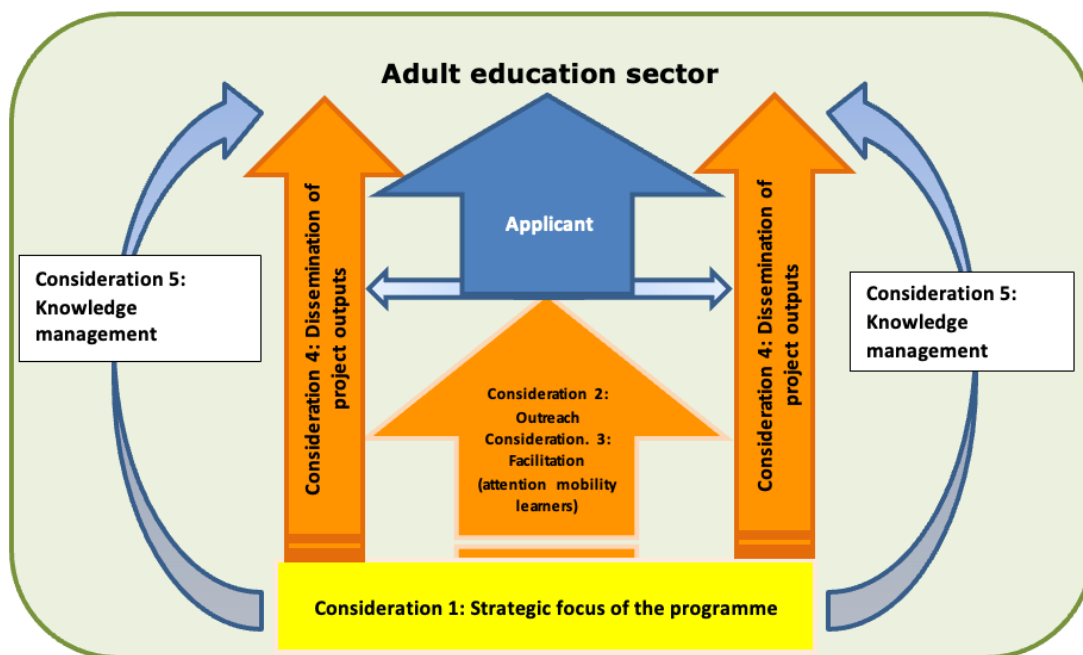 Adult education sector
Applicant
Consideration 5:
Knowledge
management
Consideration 4: Dissemination of
project outputs
Consideration 2:
Outreach
Consideration. 3:
Facilitation
(attention mobility
learners)
Consideration 4: Dissemination of
project outputs
Consideration 5:
Knowledge
management
Consideration 1: Strategic focus of the programme